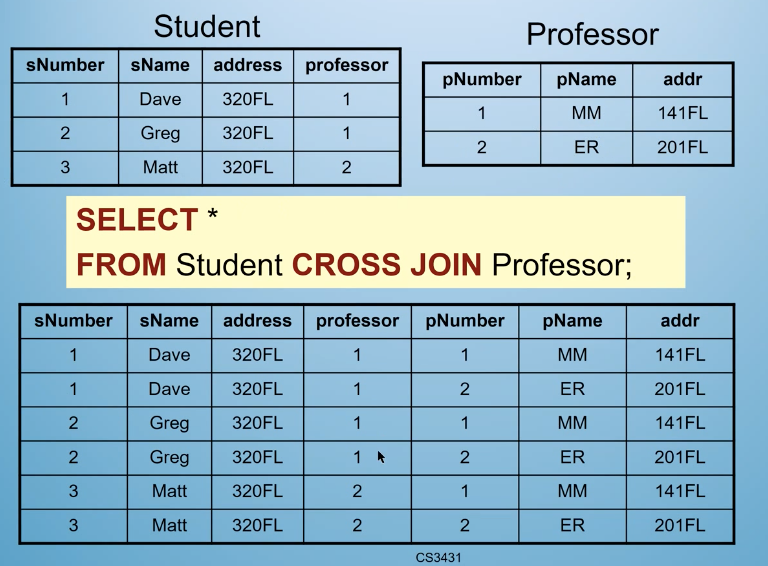 Student
sNumber sName address professor
1 Dave 320FL 1
2 Greg 320FL 1
3 Matt 320FL 2
Professor
pNumber pName addr
1 MM 141FL
2 ER 201FL
SELECT *
FROM Student CROSS JOIN Professor;
sNumber sName address professor pNumber pName addr
1 Dave 320FL 1 1 MM 141FL
1 Dave 320FL 1 2 ER 201FL
2 Greg 320FL 1 1 MM 141FL
2 Greg 320FL 1 2 ER 201FL
3 Matt 320FL 2 1 MM 141FL
3 Matt 320FL 2 2 ER 201FL
CS3431